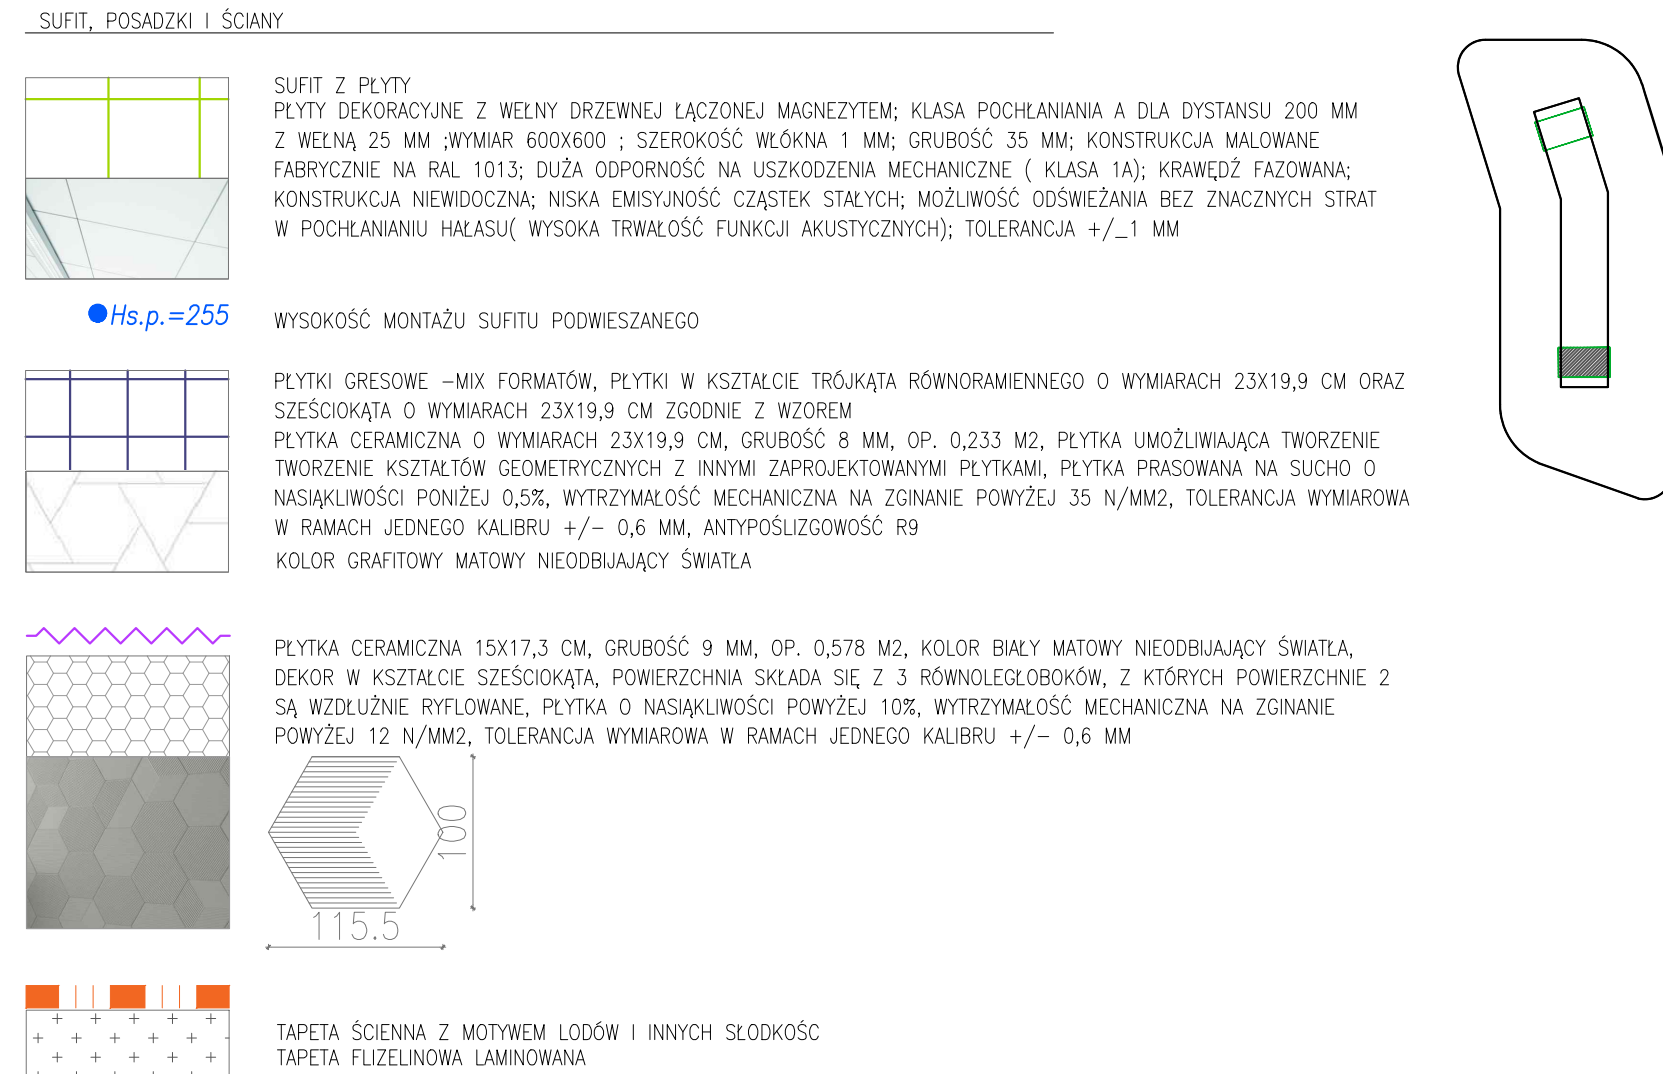 SUFIT, POSADZKI I ŚCIANY
SUFIT Z PŁYTY
PŁYTY DEKORACYJNE Z WEŁNY DRZEWNEJ ŁĄCZONEJ MAGNEZYTEM; KLASA POCHŁANIANIA A DLA DYSTANSU 200 MM
Z WEŁNĄ 25 MM ;WYMIAR 600X600 ; SZEROKOŚĆ WŁÓKNA 1 MM; GRUBOŚĆ 35 MM; KONSTRUKCJA MALOWANE
FABRYCZNIE NA RAL 1013; DUŻA ODPORNOŚĆ NA USZKODZENIA MECHANICZNE ( KLASA 1A); KRAWĘDŹ FAZOWANA;
KONSTRUKCJA NIEWIDOCZNA; NISKA EMISYJNOŚĆ CZĄSTEK STAŁYCH; MOŻLIWOŚĆ ODŚWIEŻANIA BEZ ZNACZNYCH STRAT
W POCHŁANIANIU HAŁASU( WYSOKA TRWAŁOŚĆ FUNKCJI AKUSTYCZNYCH); TOLERANCJA +/_1 MM
Hs.p.=255
WYSOKOŚĆ MONTAŻU SUFITU PODWIESZANEGO
PŁYTKI GRESOWE –MIX FORMATÓW, PŁYTKI W KSZTAŁCIE TRÓJKĄTA RÓWNORAMIENNEGO O WYMIARACH 23X19,9 CM ORAZ
SZEŚCIOKĄTA O WYMIARACH 23X19,9 CM ZGODNIE Z WZOREM
PŁYTKA CERAMICZNA O WYMIARACH 23X19,9 CM, GRUBOŚĆ 8 MM, OP. 0,233 M2, PŁYTKA UMOŻLIWIAJĄCA TWORZENIE
TWORZENIE KSZTAŁTÓW GEOMETRYCZNYCH Z INNYMI ZAPROJEKTOWANYMI PŁYTKAMI, PŁYTKA PRASOWANA NA SUCHO O
NASIĄKLIWOŚCI PONIŻEJ 0,5%, WYTRZYMAŁOŚĆ MECHANICZNA NA ZGINANIE POWYŻEJ 35 N/MM2, TOLERANCJA WYMIAROWA
W RAMACH JEDNEGO KALIBRU +/– 0,6 MM, ANTYPOŚLIZGOWOŚĆ R9
KOLOR GRAFITOWY MATOWY NIEODBIJAJĄCY ŚWIATŁA
PŁYTKA CERAMICZNA 15X17,3 CM, GRUBOŚĆ 9 MM, OP. 0,578 M2, KOLOR BIAŁY MATOWY NIEODBIJAJĄCY ŚWIATŁA,
DEKOR W KSZTAŁCIE SZEŚCIOKĄTA, POWIERZCHNIA SKŁADA SIĘ Z 3 RÓWNOLEGŁOBOKÓW, Z KTÓRYCH POWIERZCHNIE 2
SĄ WZDŁUŻNIE RYFLOWANE, PŁYTKA O NASIĄKLIWOŚCI POWYŻEJ 10%, WYTRZYMAŁOŚĆ MECHANICZNA NA ZGINANIE
POWYŻEJ 12 N/MM2, TOLERANCJA WYMIAROWA W RAMACH JEDNEGO KALIBRU +/– 0,6 MM
100
115.5
TAPETA ŚCIENNA Z MOTYWEM LODÓW I INNYCH SŁODKOŚC
TAPETA FLIZELINOWA LAMINOWANA